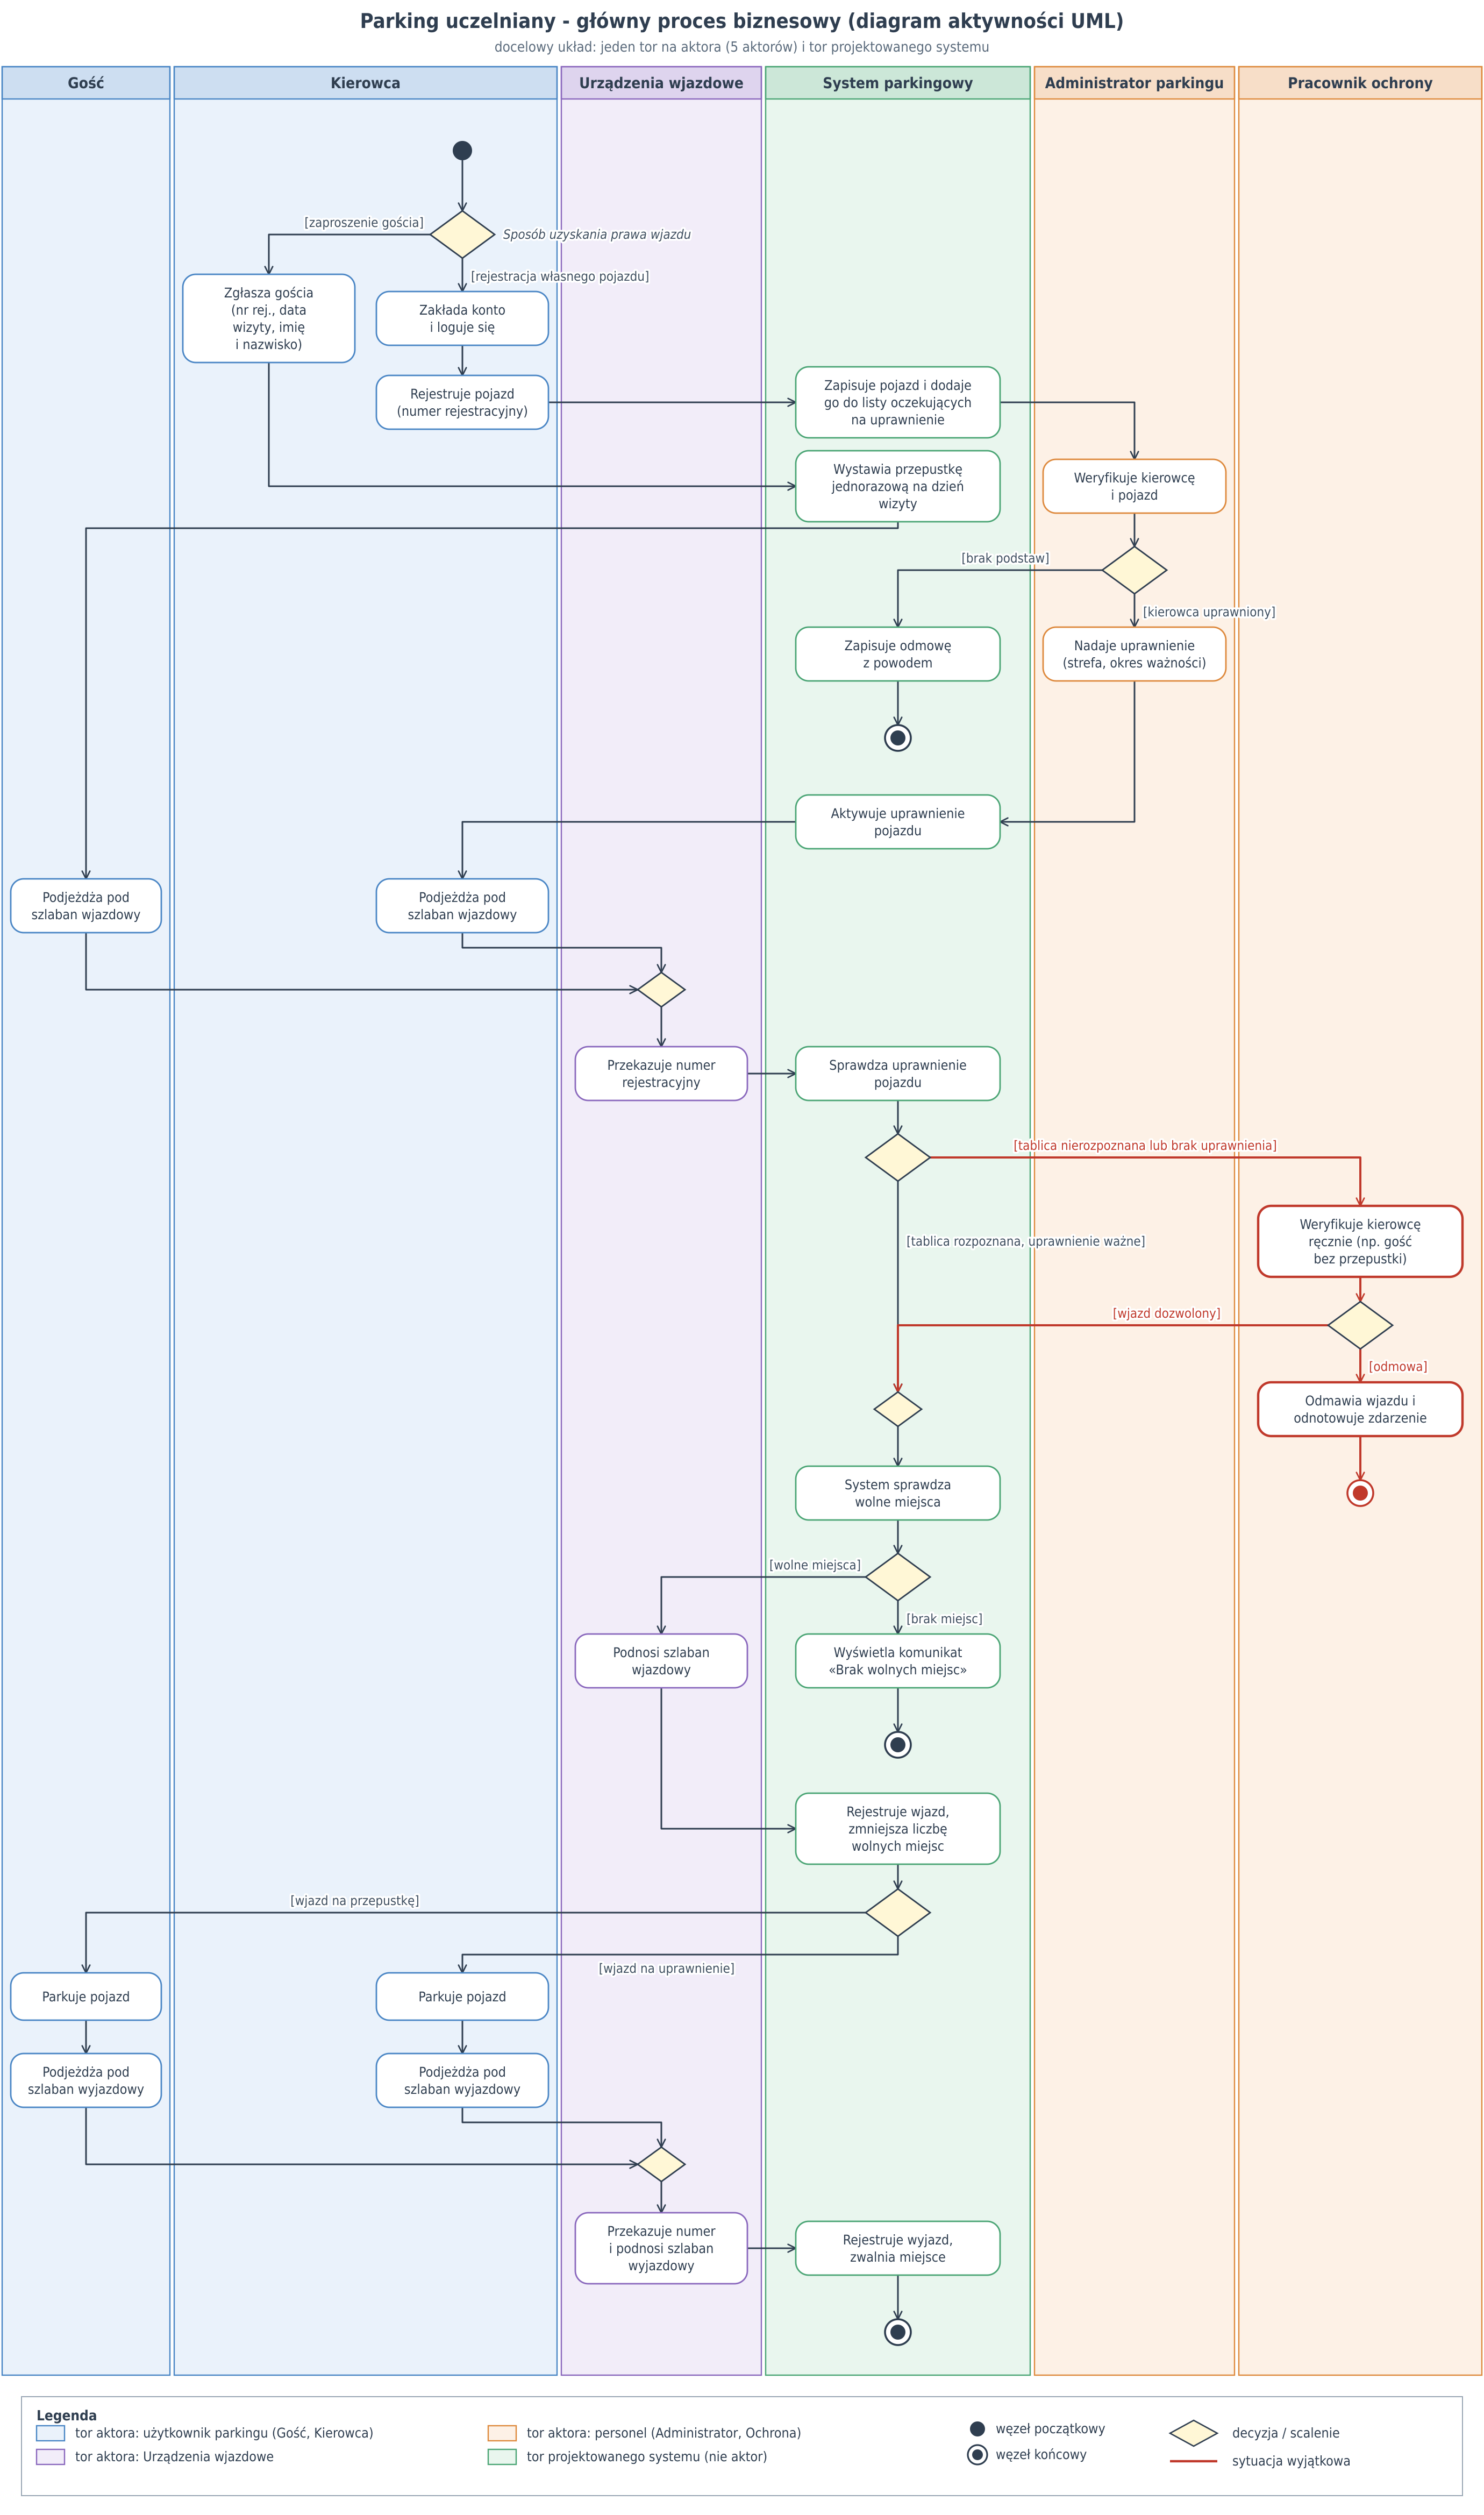 Parking uczelniany - główny proces biznesowy (diagram aktywności UML)
docelowy układ: jeden tor na aktora (5 aktorów) i tor projektowanego systemu
Gość
Kierowca
Urządzenia wjazdowe
System parkingowy
Administrator parkingu
Pracownik ochrony
[zaproszenie gościa]
Sposób uzyskania prawa wjazdu
[rejestracja własnego pojazdu]
Zgłasza gościa
(nr rej., data
wizyty, imię
i nazwisko)
Zakłada konto
i loguje się
Rejestruje pojazd
(numer rejestracyjny)
Zapisuje pojazd i dodaje
go do listy oczekujących
na uprawnienie
Wystawia przepustkę
jednorazową na dzień
wizyty
Weryfikuje kierowcę
i pojazd
[brak podstaw]
[kierowca uprawniony]
Zapisuje odmowę
z powodem
Nadaje uprawnienie
(strefa, okres ważności)
Aktywuje uprawnienie
pojazdu
Podjeżdża pod
szlaban wjazdowy
Podjeżdża pod
szlaban wjazdowy
Przekazuje numer
rejestracyjny
Sprawdza uprawnienie
pojazdu
[tablica nierozpoznana lub brak uprawnienia]
[tablica rozpoznana, uprawnienie ważne]
Weryfikuje kierowcę
ręcznie (np. gość
bez przepustki)
[wjazd dozwolony]
[odmowa]
Odmawia wjazdu i
odnotowuje zdarzenie
System sprawdza
wolne miejsca
[wolne miejsca]
[brak miejsc]
Podnosi szlaban
wjazdowy
Wyświetla komunikat
«Brak wolnych miejsc»
Rejestruje wjazd,
zmniejsza liczbę
wolnych miejsc
[wjazd na przepustkę]
[wjazd na uprawnienie]
Parkuje pojazd
Parkuje pojazd
Podjeżdża pod
szlaban wyjazdowy
Podjeżdża pod
szlaban wyjazdowy
Przekazuje numer
i podnosi szlaban
wyjazdowy
Rejestruje wyjazd,
zwalnia miejsce
Legenda
tor aktora: użytkownik parkingu (Gość, Kierowca)
tor aktora: Urządzenia wjazdowe
tor aktora: personel (Administrator, Ochrona)
tor projektowanego systemu (nie aktor)
węzeł początkowy
węzeł końcowy
decyzja / scalenie
sytuacja wyjątkowa